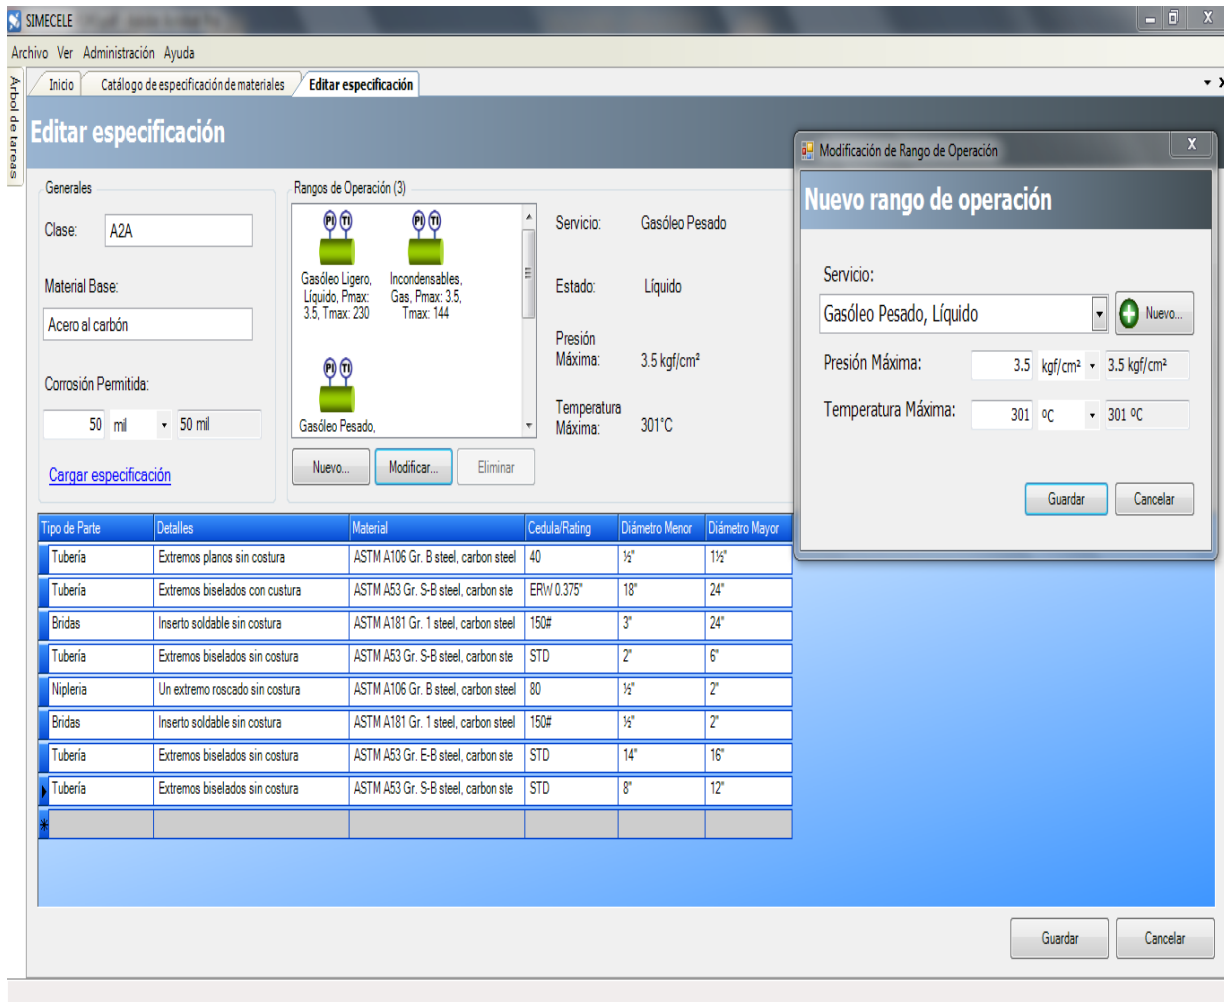 SIMECELE
Archivo Ver Administración Ayuda
Arbol de tareas
Inicio Catálogo de especificación de materiales Editar especificación
Editar especificación
Generales
Clase: A2A
Material Base:
Acero al carbón
Corrosión Permitida:
50 mil 50 mil
Cargar especificación
Rangos de Operación (3)
PI TI PI TI
Gasóleo Ligero, Incondensables,
Líquido, Pmax: Gas, Pmax: 3.5,
3.5, Tmax: 230 Tmax: 144
PI TI
Gasóleo Pesado,
Nuevo... Modificar... Eliminar
Servicio: Gasóleo Pesado
Estado: Líquido
Presión
Máxima: 3.5 kgf/cm²
Temperatura
Máxima: 301°C
Modificación de Rango de Operación X
Nuevo rango de operación
Servicio:
Gasóleo Pesado, Líquido Nuevo...
Presión Máxima: 3.5 kgf/cm² 3.5 kgf/cm²
Temperatura Máxima: 301 ºC 301 ºC
Guardar Cancelar
Tipo de Parte Detalles Material Cedula/Rating Diámetro Menor Diámetro Mayor
Tubería Extremos planos sin costura ASTM A106 Gr. B steel, carbon steel 40 ½" 1½"
Tubería Extremos biselados con custura ASTM A53 Gr. S-B steel, carbon ste ERW 0.375" 18" 24"
Bridas Inserto soldable sin costura ASTM A181 Gr. 1 steel, carbon steel 150# 3" 24"
Tubería Extremos biselados sin costura ASTM A53 Gr. S-B steel, carbon ste STD 2" 6"
Nipleria Un extremo roscado sin costura ASTM A106 Gr. B steel, carbon steel 80 ½" 2"
Bridas Inserto soldable sin costura ASTM A181 Gr. 1 steel, carbon steel 150# ½" 2"
Tubería Extremos biselados sin costura ASTM A53 Gr. E-B steel, carbon ste STD 14" 16"
Tubería Extremos biselados sin costura ASTM A53 Gr. S-B steel, carbon ste STD 8" 12"
Guardar Cancelar